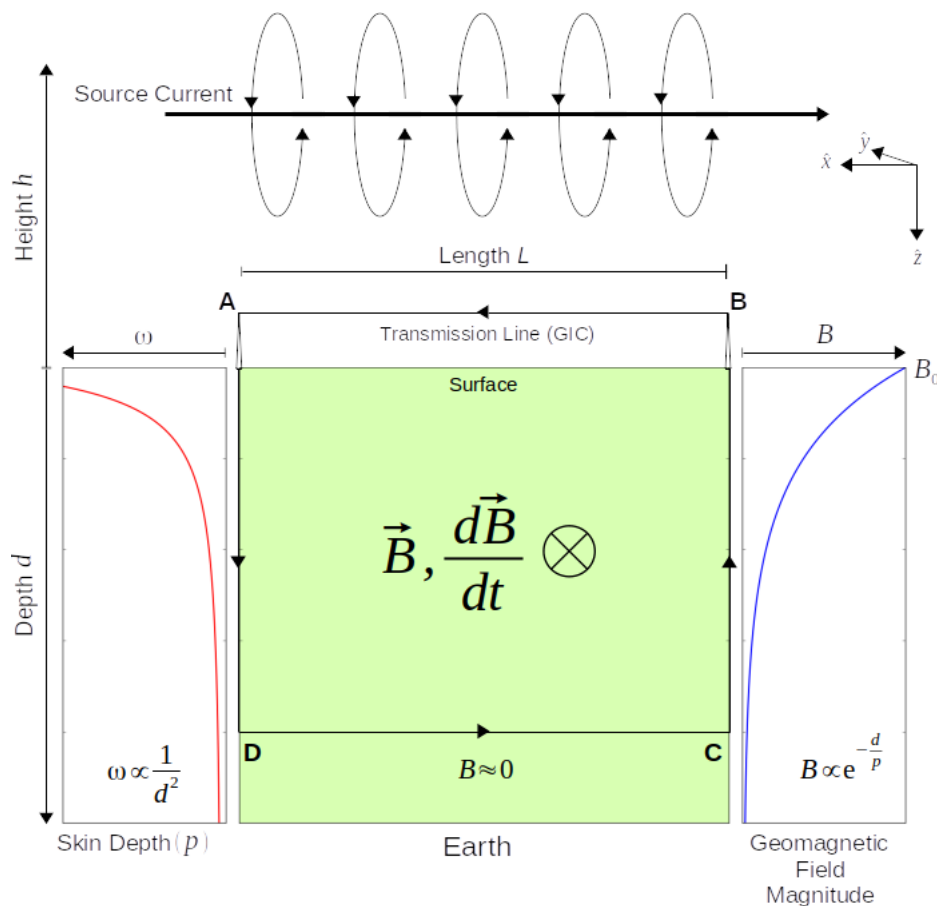 Source Current
Height h
ŷ
x̂
ẑ
Length L
A
B
Transmission Line (GIC)
ω
B
B₀
Surface
Depth d
B⃗, dB⃗/dt ⊗
D
C
ω ∝ 1/d²
B≈0
B ∝ e^(-d/p)
Skin Depth (p)
Earth
Geomagnetic
Field
Magnitude